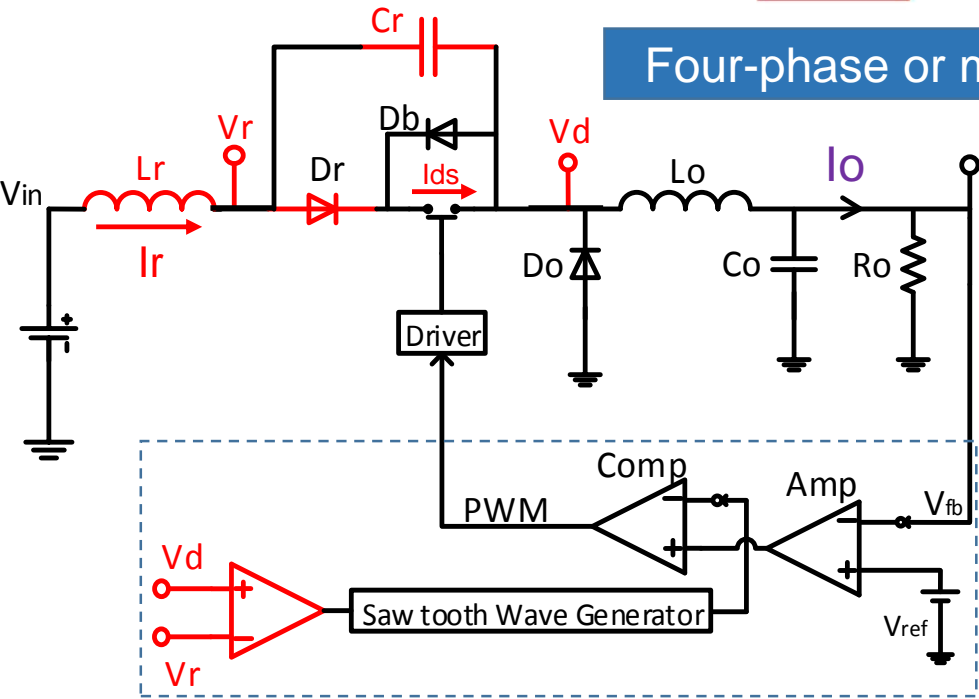 Cr
Four-phase or m
Db
Vr
Vd
Lr
Dr
Ids
Lo
Io
Vin
Ir
Do
Co
Ro
+
Driver
Comp
Amp
PWM
Vfb
Vd
Saw tooth Wave Generator
Vref
Vr